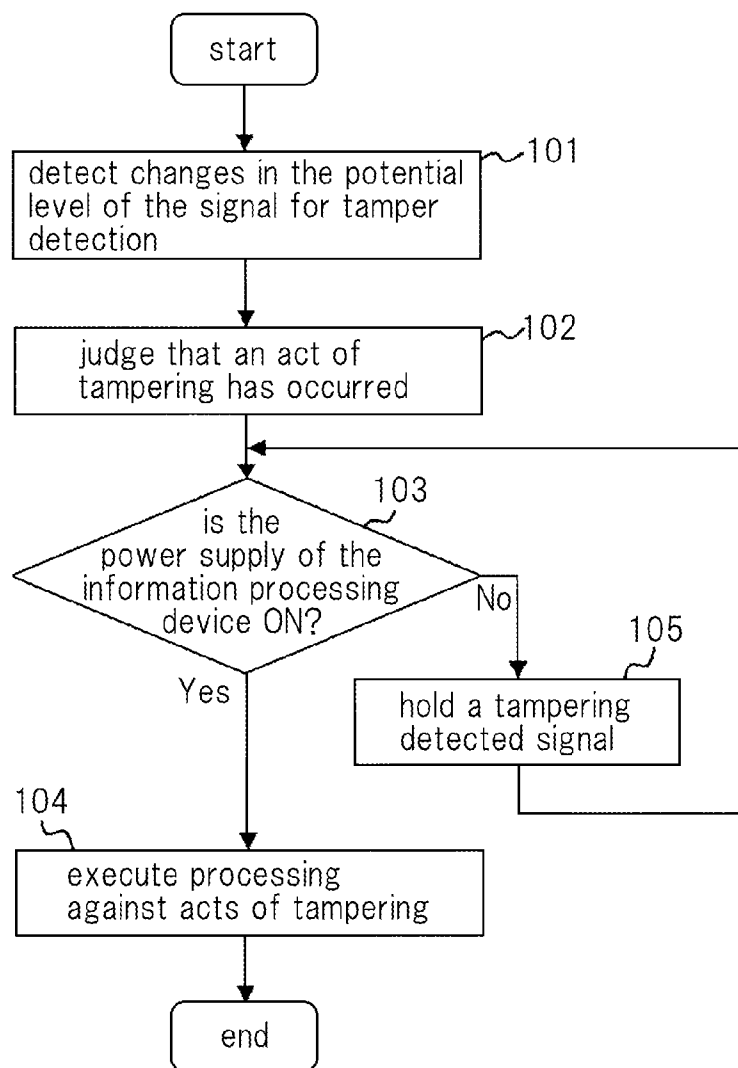 start
101
detect changes in the potential
level of the signal for tamper
detection
102
judge that an act of
tampering has occurred
103
is the
power supply of the
information processing
device ON?
No
Yes
105
hold a tampering
detected signal
104
execute processing
against acts of tampering
end